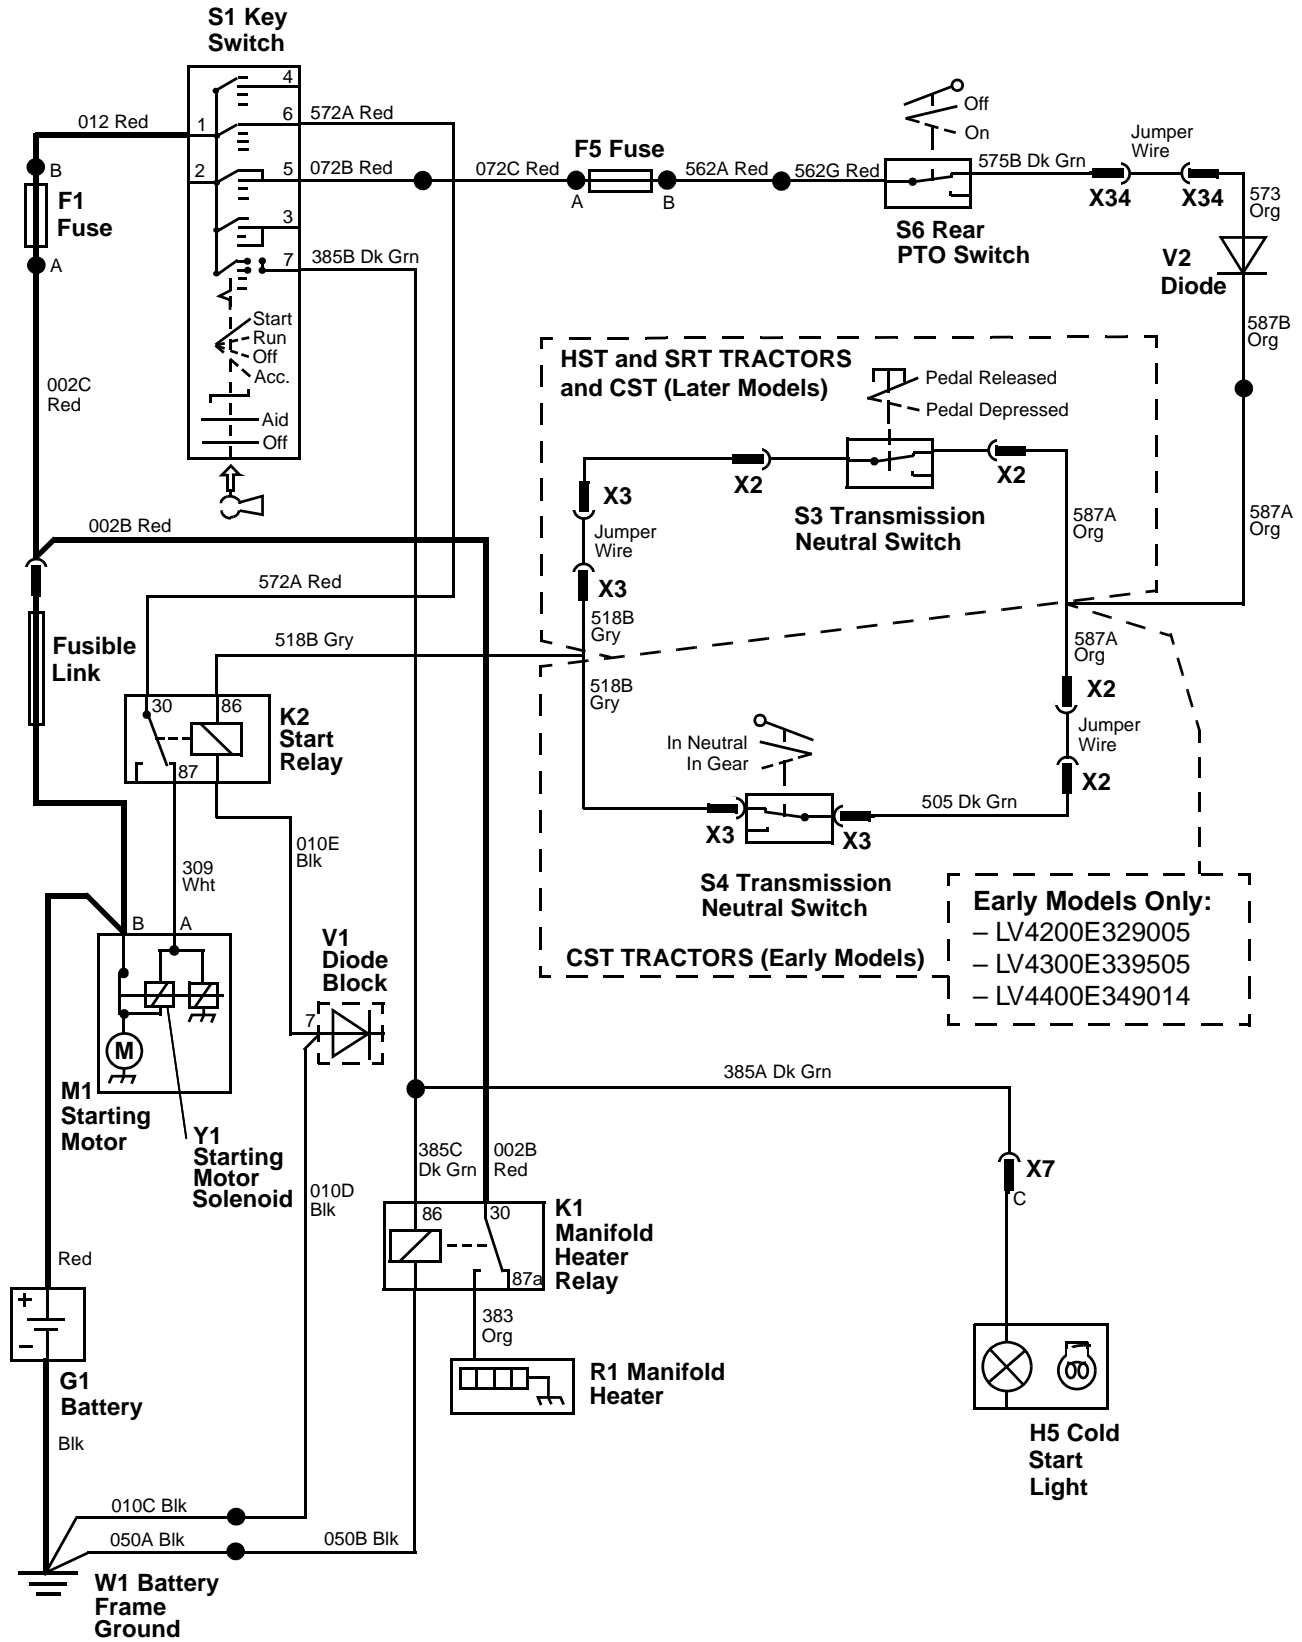 S1 Key
Switch
4
012 Red
1
6
572A Red
Off
On
Jumper
Wire
B
2
5
072B Red
072C Red
F5 Fuse
A
B
562A Red
562G Red
575B Dk Grn
X34
X34
573
Org
F1
Fuse
3
S6 Rear
PTO Switch
A
7
385B Dk Grn
V2
Diode
Start
Run
Off
Acc.
587B
Org
002C
Red
HST and SRT TRACTORS
and CST (Later Models)
Pedal Released
Pedal Depressed
Aid
Off
X3
X2
X2
002B Red
Jumper
Wire
S3 Transmission
Neutral Switch
587A
Org
587A
Org
572A Red
X3
518B
Gry
Fusible
Link
518B Gry
587A
Org
518B
Gry
X2
30
86
K2
Start
Relay
87
In Neutral
In Gear
Jumper
Wire
X2
505 Dk Grn
X3
X3
010E
Blk
309
Wht
S4 Transmission
Neutral Switch
Early Models Only:
– LV4200E329005
– LV4300E339505
– LV4400E349014
B
A
V1
Diode
Block
CST TRACTORS (Early Models)
7
M
385A Dk Grn
M1
Starting
Motor
Y1
Starting
Motor
Solenoid
385C
Dk Grn
002B
Red
X7
C
010D
Blk
86
30
K1
Manifold
Heater
Relay
87a
Red
383
Org
+
–
G1
Battery
R1 Manifold
Heater
Blk
H5 Cold
Start
Light
010C Blk
050A Blk
050B Blk
W1 Battery
Frame
Ground